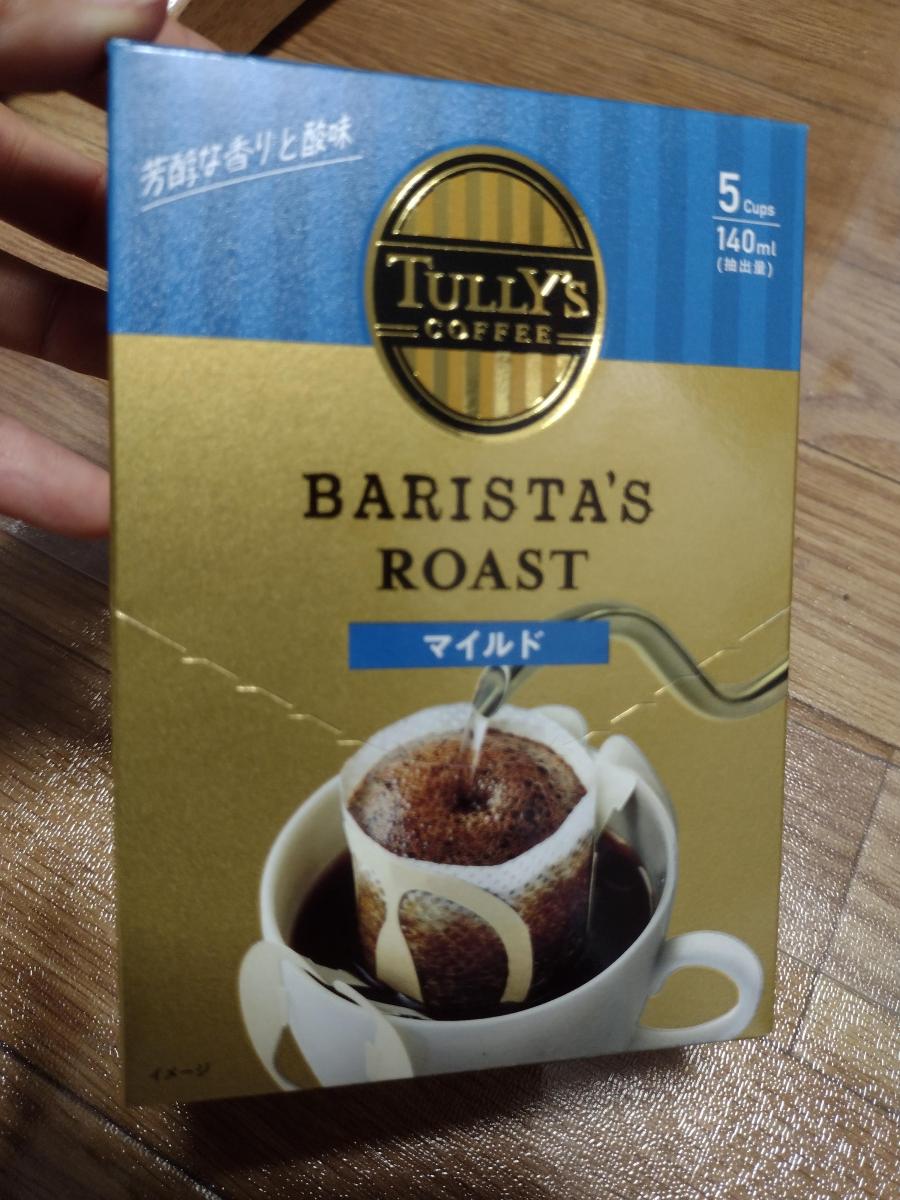 芳醇な香りと酸味
5 Cups
140ml
(抽出量)
TULLY'S
COFFEE
BARISTA'S
ROAST
マイルド
イメージ